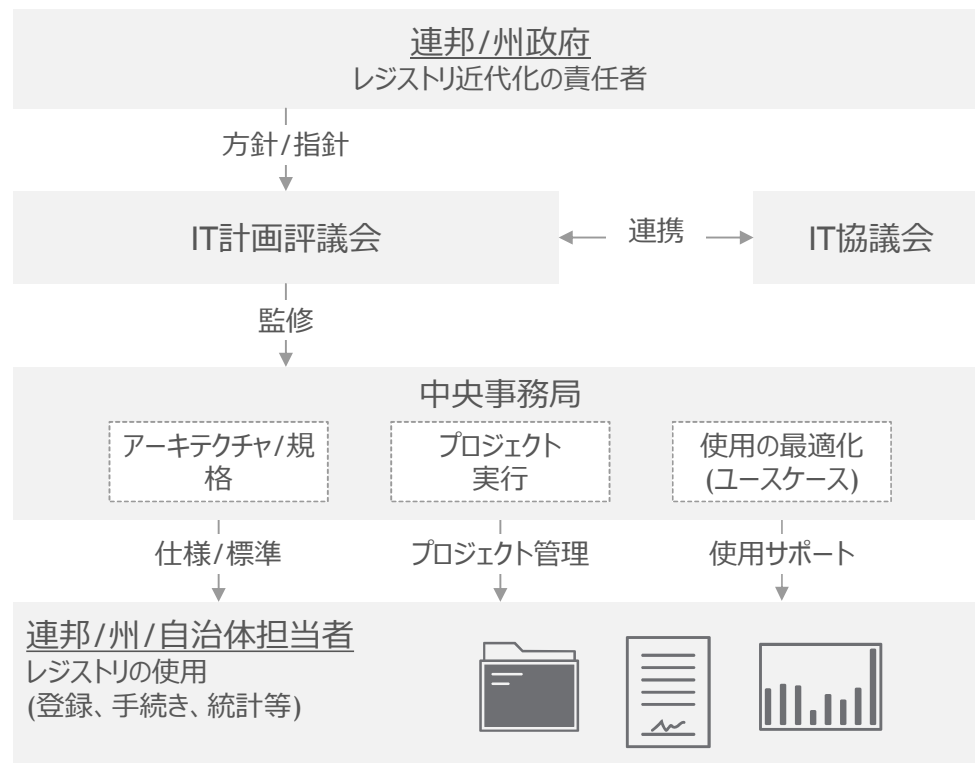 連邦/州政府
レジストリ近代化の責任者
方針/指針
IT計画評議会
連携
IT協議会
監修
中央事務局
アーキテクチャ/規
格
プロジェクト
実行
使用の最適化
(ユースケース)
仕様/標準
プロジェクト管理
使用サポート
連邦/州/自治体担当者
レジストリの使用
(登録、手続き、統計等)